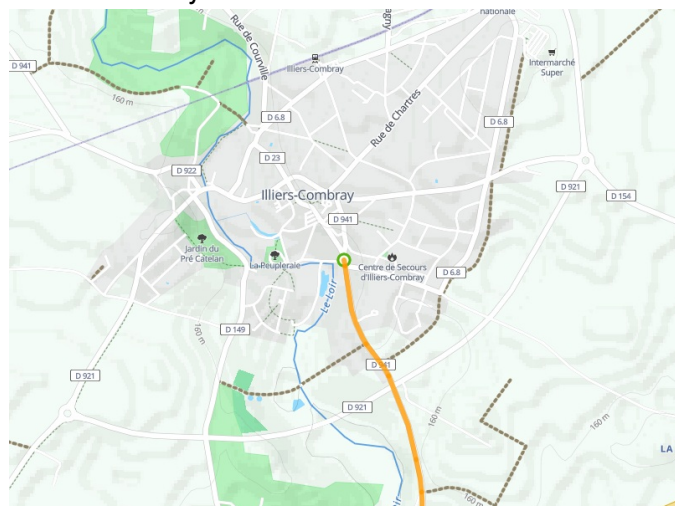 nationale
Rue de Courville
agny
Intermarché
Super
D 941
Illiers-Combray
160 m
D 6.8
Rue de Chartres
D 6.8
D 23
D 922
D 921
D 154
Illiers-Combray
D 941
Jardin du
Pré Catelan
La Peupleraie
Centre de Secours
d'Illiers-Combray
D 6.8
Le Loir
D 149
160 m
D 941
D 921
D 921
160 m
160 m
LA
oir